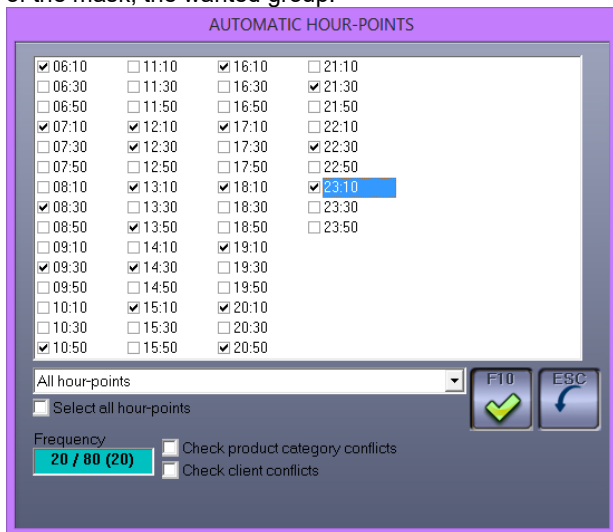 of the mask, the wanted group.
AUTOMATIC HOUR-POINTS
06:10 11:10 16:10 21:10
06:30 11:30 16:30 21:30
06:50 11:50 16:50 21:50
07:10 12:10 17:10 22:10
07:30 12:30 17:30 22:30
07:50 12:50 17:50 22:50
08:10 13:10 18:10 23:10
08:30 13:30 18:30 23:30
08:50 13:50 18:50 23:50
09:10 14:10 19:10
09:30 14:30 19:30
09:50 14:50 19:50
10:10 15:10 20:10
10:30 15:30 20:30
10:50 15:50 20:50
All hour-points
F10 ESC
Select all hour-points
Frequency
20 / 80 (20)
Check product category conflicts
Check client conflicts